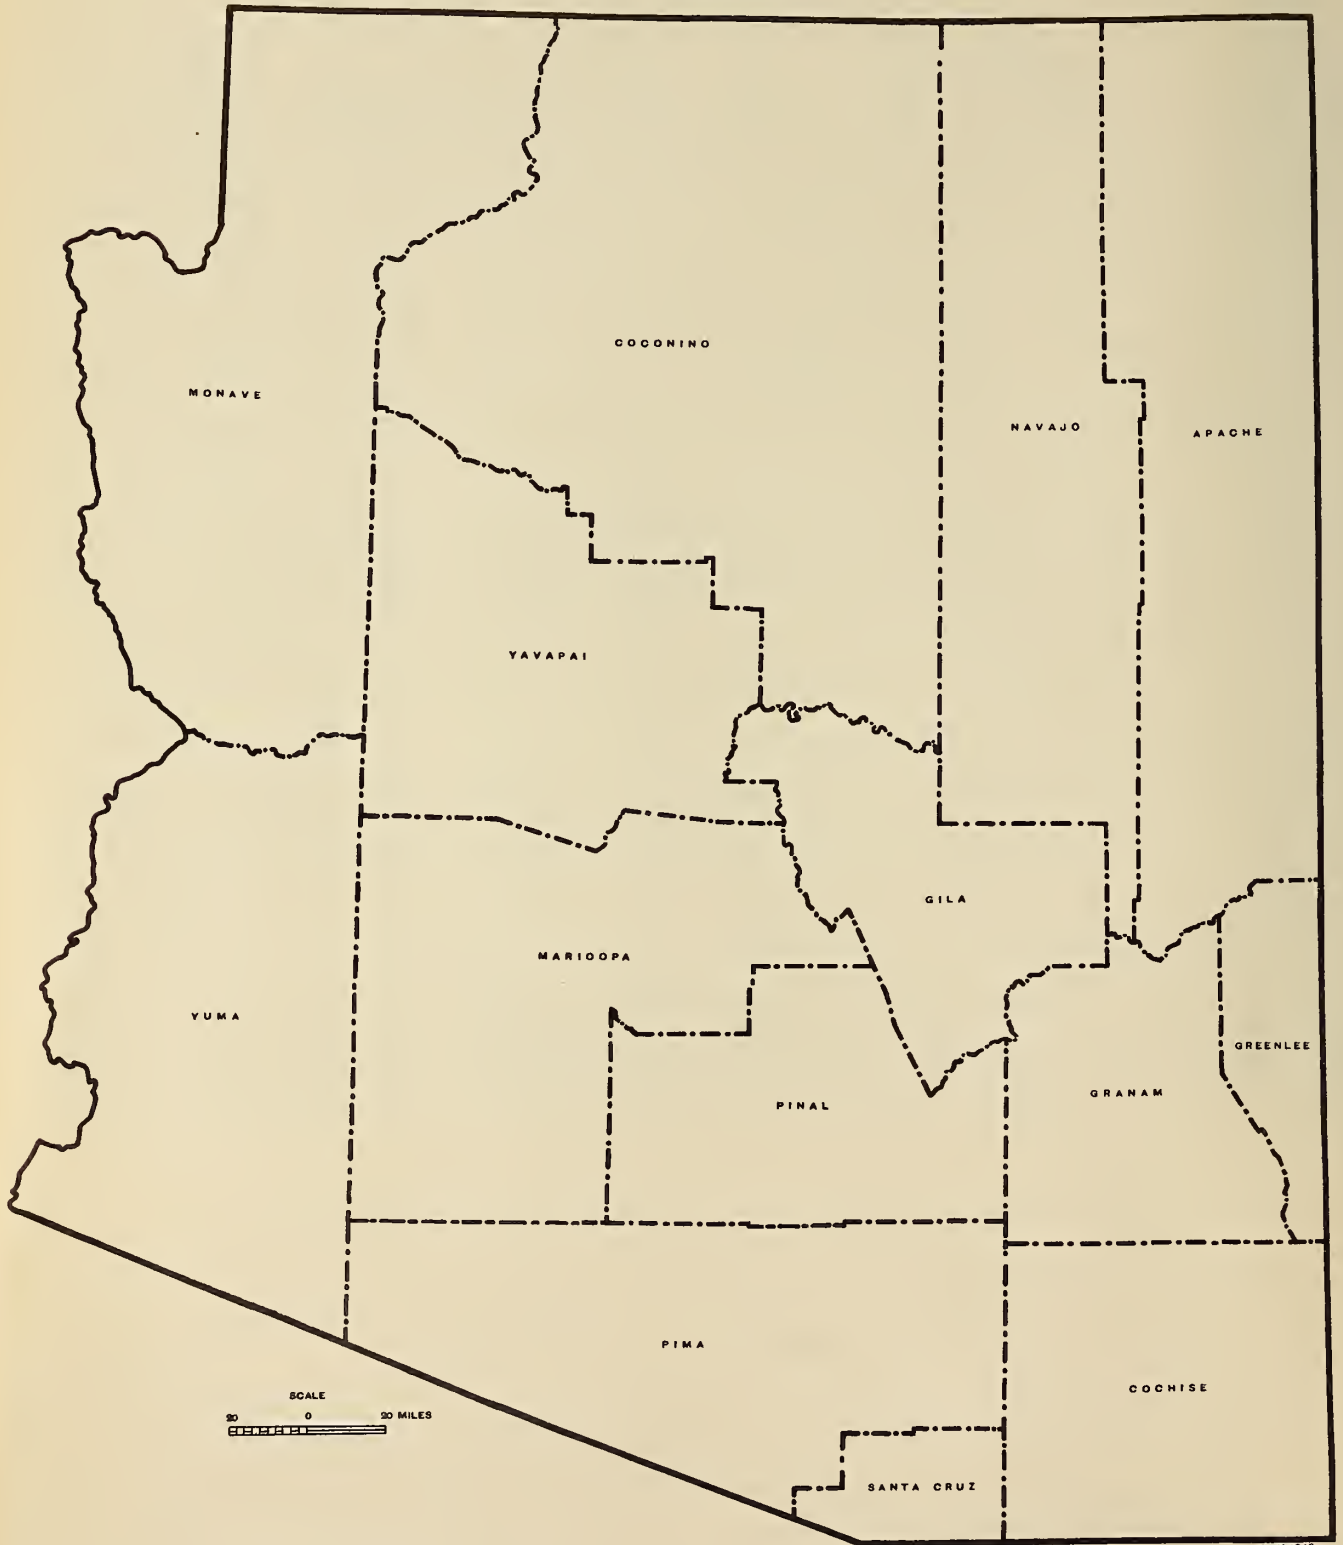 COCONINO
MONAVE
NAVAJO
APACHE
YAVAPAI
GILA
MARIOOPA
YUMA
GREENLEE
GRANAM
PINAL
PIMA
COCHISE
SCALE
20 0 20 MILES
SANTA CRUZ